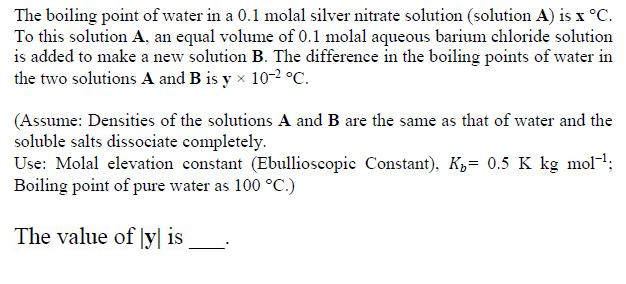 The boiling point of water in a 0.1 molal silver nitrate solution (solution A) is x °C.
To this solution A, an equal volume of 0.1 molal aqueous barium chloride solution
is added to make a new solution B. The difference in the boiling points of water in
the two solutions A and B is y × 10⁻² °C.
(Assume: Densities of the solutions A and B are the same as that of water and the
soluble salts dissociate completely.
Use: Molal elevation constant (Ebullioscopic Constant), K_b= 0.5 K kg mol⁻¹;
Boiling point of pure water as 100 °C.)
The value of |y| is ___.